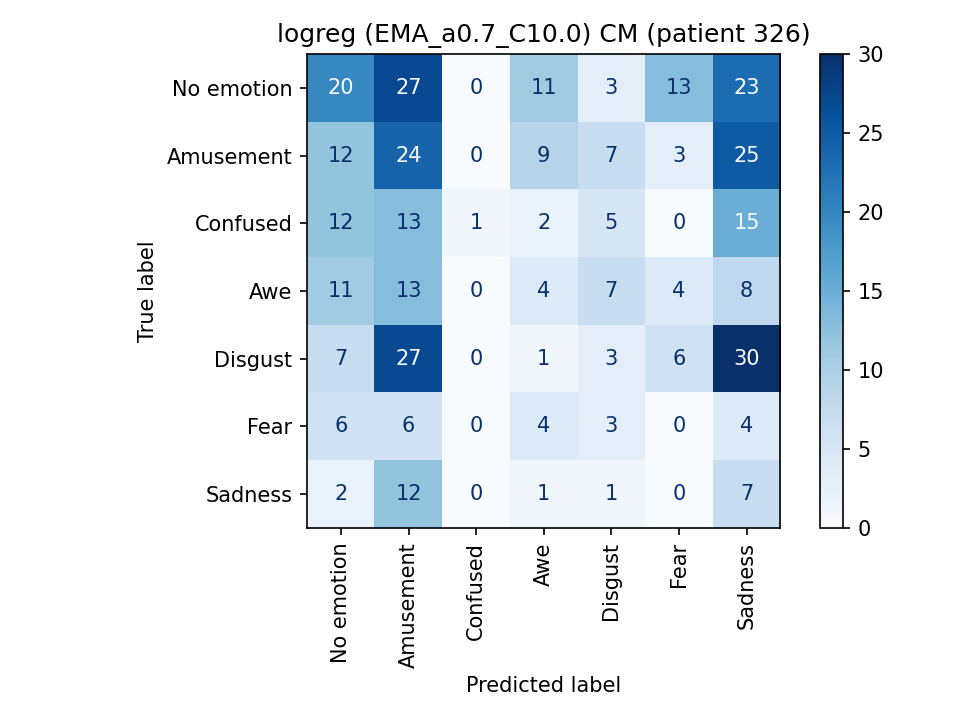 logreg (EMA_a0.7_C10.0) CM (patient 326)
No emotion 20 27 0 11 3 13 23
Amusement 12 24 0 9 7 3 25
Confused 12 13 1 2 5 0 15
Awe 11 13 0 4 7 4 8
Disgust 7 27 0 1 3 6 30
Fear 6 6 0 4 3 0 4
Sadness 2 12 0 1 1 0 7
True label
No emotion
Amusement
Confused
Awe
Disgust
Fear
Sadness
Predicted label
30
25
20
15
10
5
0